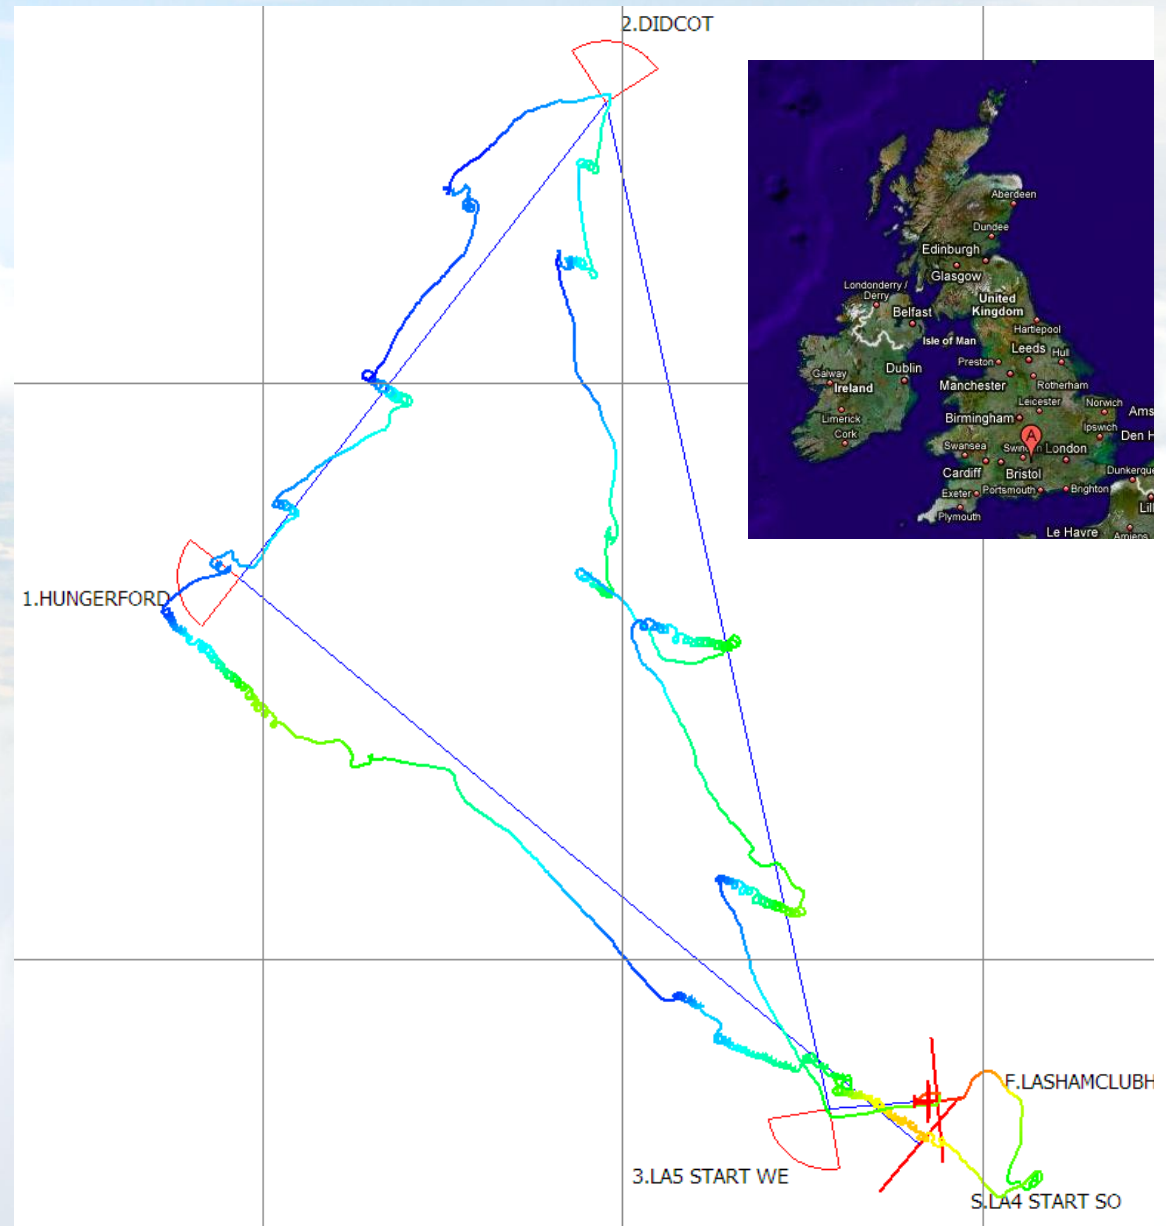 2.DIDCOT
Aberdeen
Dundee
Edinburgh
Glasgow
Londonderry /
Derry
United
Kingdom
Belfast
Hartlepool
Isle of Man
Leeds
Hull
Preston
Galway
Dublin
Ireland
Manchester
Rotherham
Leicester
Norwich
Limerick
Birmingham
Ams
Ipswich
Cork
A
Den H
Swansea
London
Cardiff
Bristol
Dunkerque
Exeter
Portsmouth
Brighton
Lil
Plymouth
Le Havre
Amiens
1.HUNGERFORD
F.LASHAMCLUBH
3.LA5 START WE
S.LA4 START SO